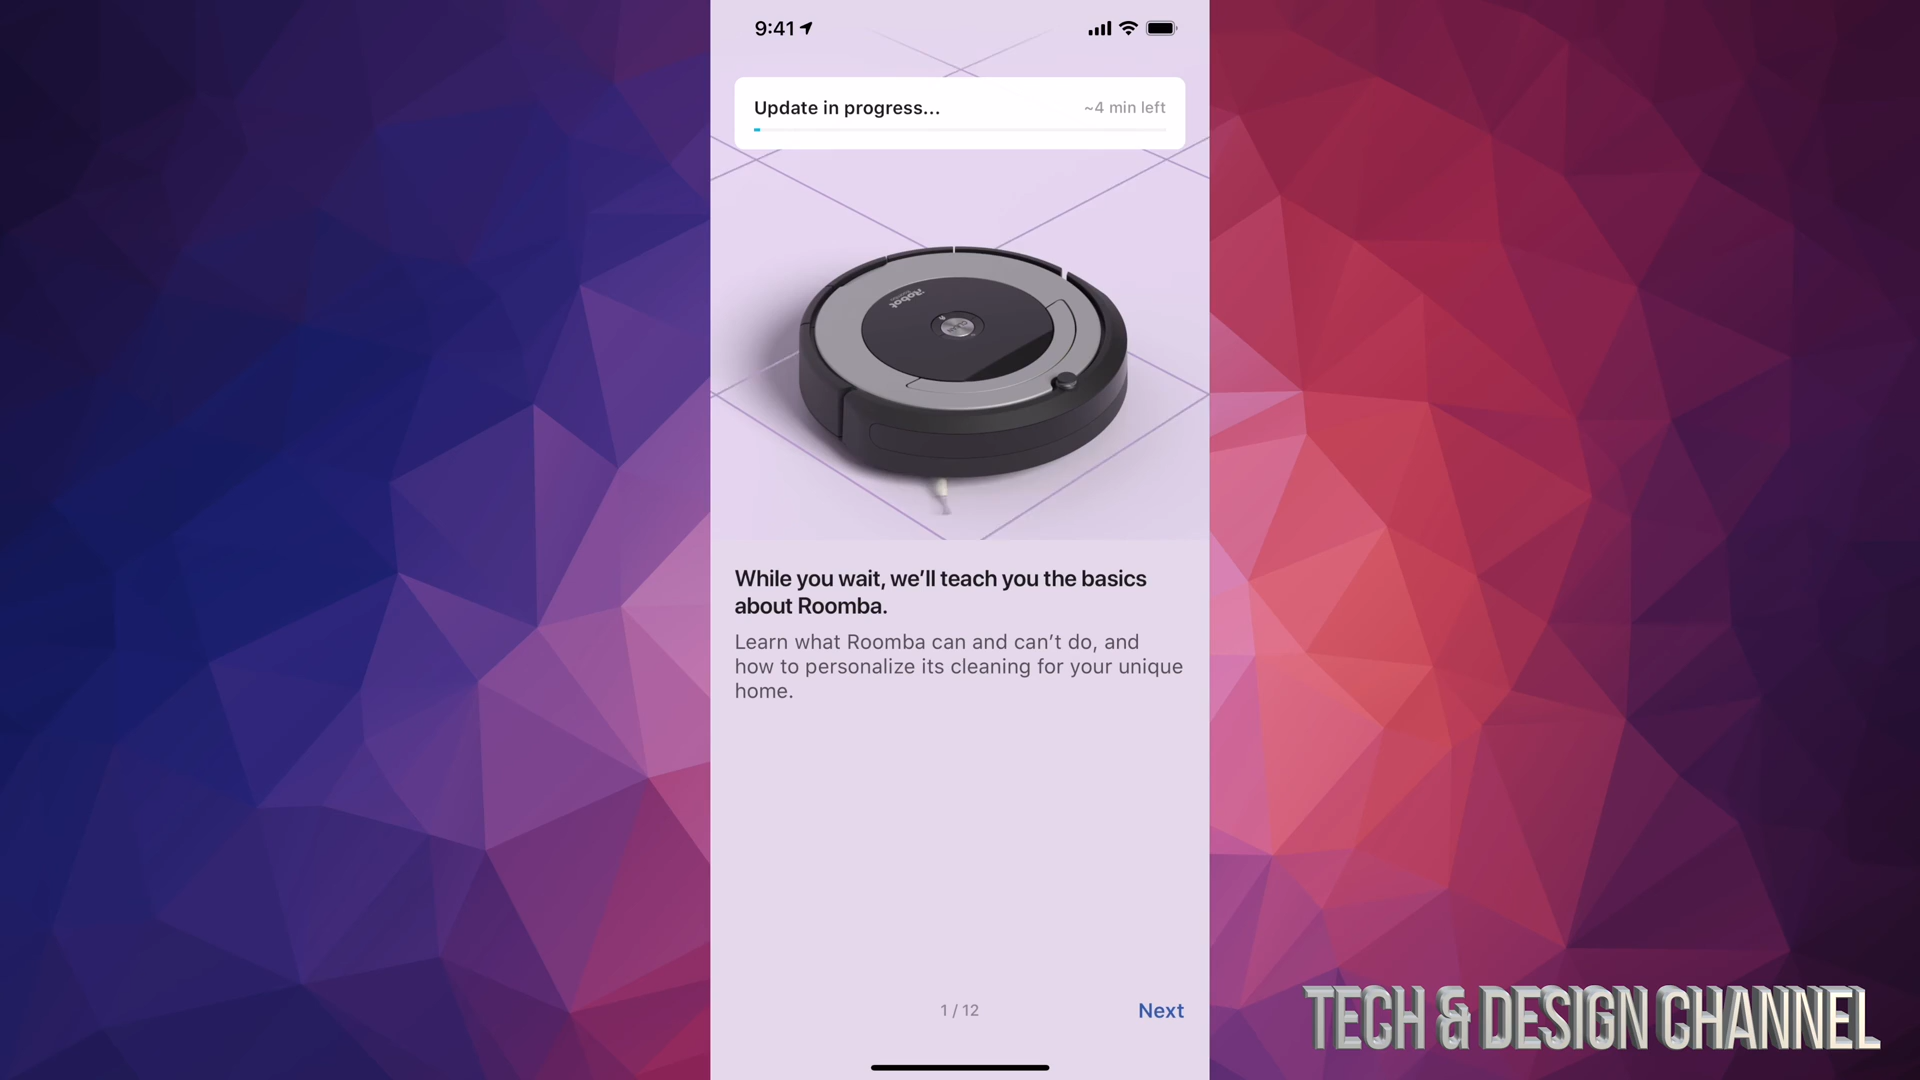 9:41
Update in progress...
~4 min left
iRobot
While you wait, we'll teach you the basics
about Roomba.
Learn what Roomba can and can't do, and
how to personalize its cleaning for your unique
home.
1 / 12
Next
TECH & DESIGN CHANNEL